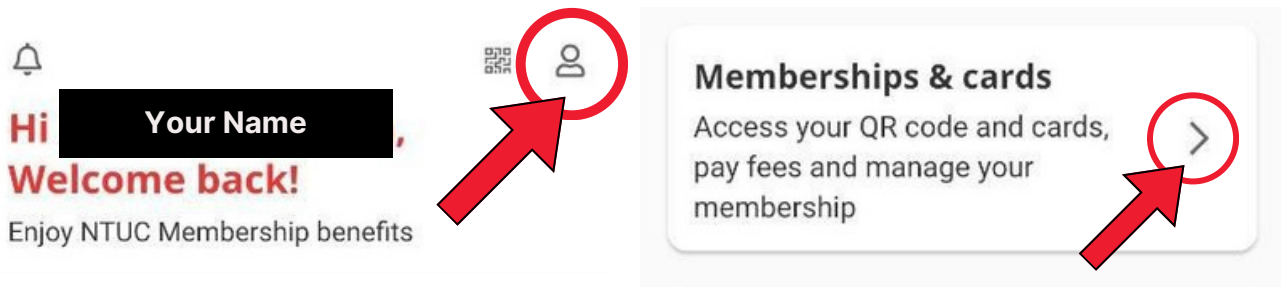 Hi Your Name,
Welcome back!
Enjoy NTUC Membership benefits
Memberships & cards
Access your QR code and cards,
pay fees and manage your
membership